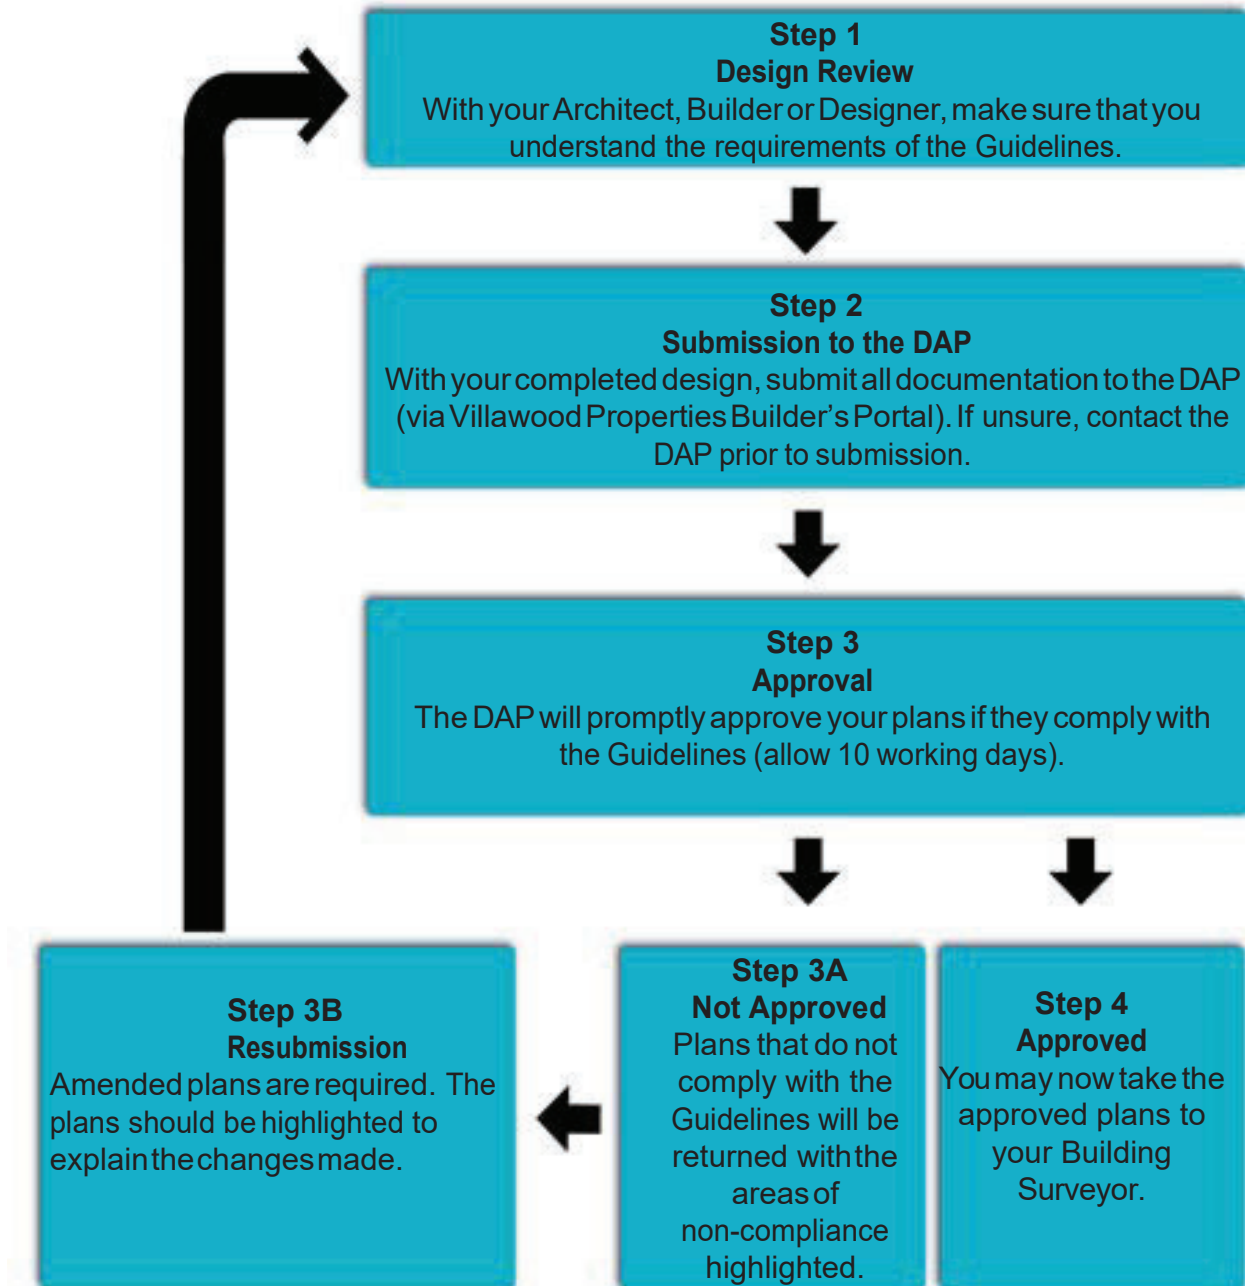 Step 1
Design Review
With your Architect, Builder or Designer, make sure that you
understand the requirements of the Guidelines.
Step 2
Submission to the DAP
With your completed design, submit all documentation to the DAP
(via Villawood Properties Builder’s Portal). If unsure, contact the
DAP prior to submission.
Step 3
Approval
The DAP will promptly approve your plans if they comply with
the Guidelines (allow 10 working days).
Step 3B
Resubmission
Amended plans are required. The
plans should be highlighted to
explain the changes made.
Step 3A
Not Approved
Plans that do not
comply with the
Guidelines will be
returned with the
areas of
non-compliance
highlighted.
Step 4
Approved
You may now take the
approved plans to
your Building
Surveyor.